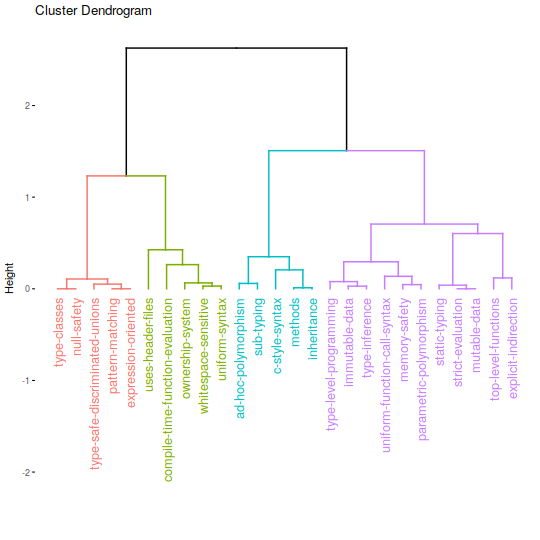 Cluster Dendrogram
Height
2
1
0
-1
-2
type-classes
null-safety
type-safe-discriminated-unions
pattern-matching
expression-oriented
uses-header-files
compile-time-function-evaluation
ownership-system
whitespace-sensitive
uniform-syntax
ad-hoc-polymorphism
sub-typing
c-style-syntax
methods
inheritance
type-level-programming
immutable-data
type-inference
uniform-function-call-syntax
memory-safety
parametric-polymorphism
static-typing
strict-evaluation
mutable-data
top-level-functions
explicit-indirection